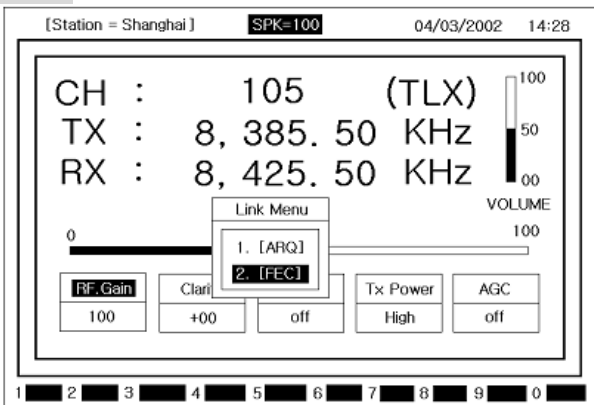 [Station = Shanghai] SPK=100 04/03/2002 14:28
CH : 105 (TLX)
TX : 8, 385. 50 KHz
RX : 8, 425. 50 KHz
100
50
00
VOLUME
Link Menu
1. [ARQ]
2. [FEC]
0 100
RF.Gain Tx Power AGC
100 +00 off High off
1 2 3 4 5 6 7 8 9 0